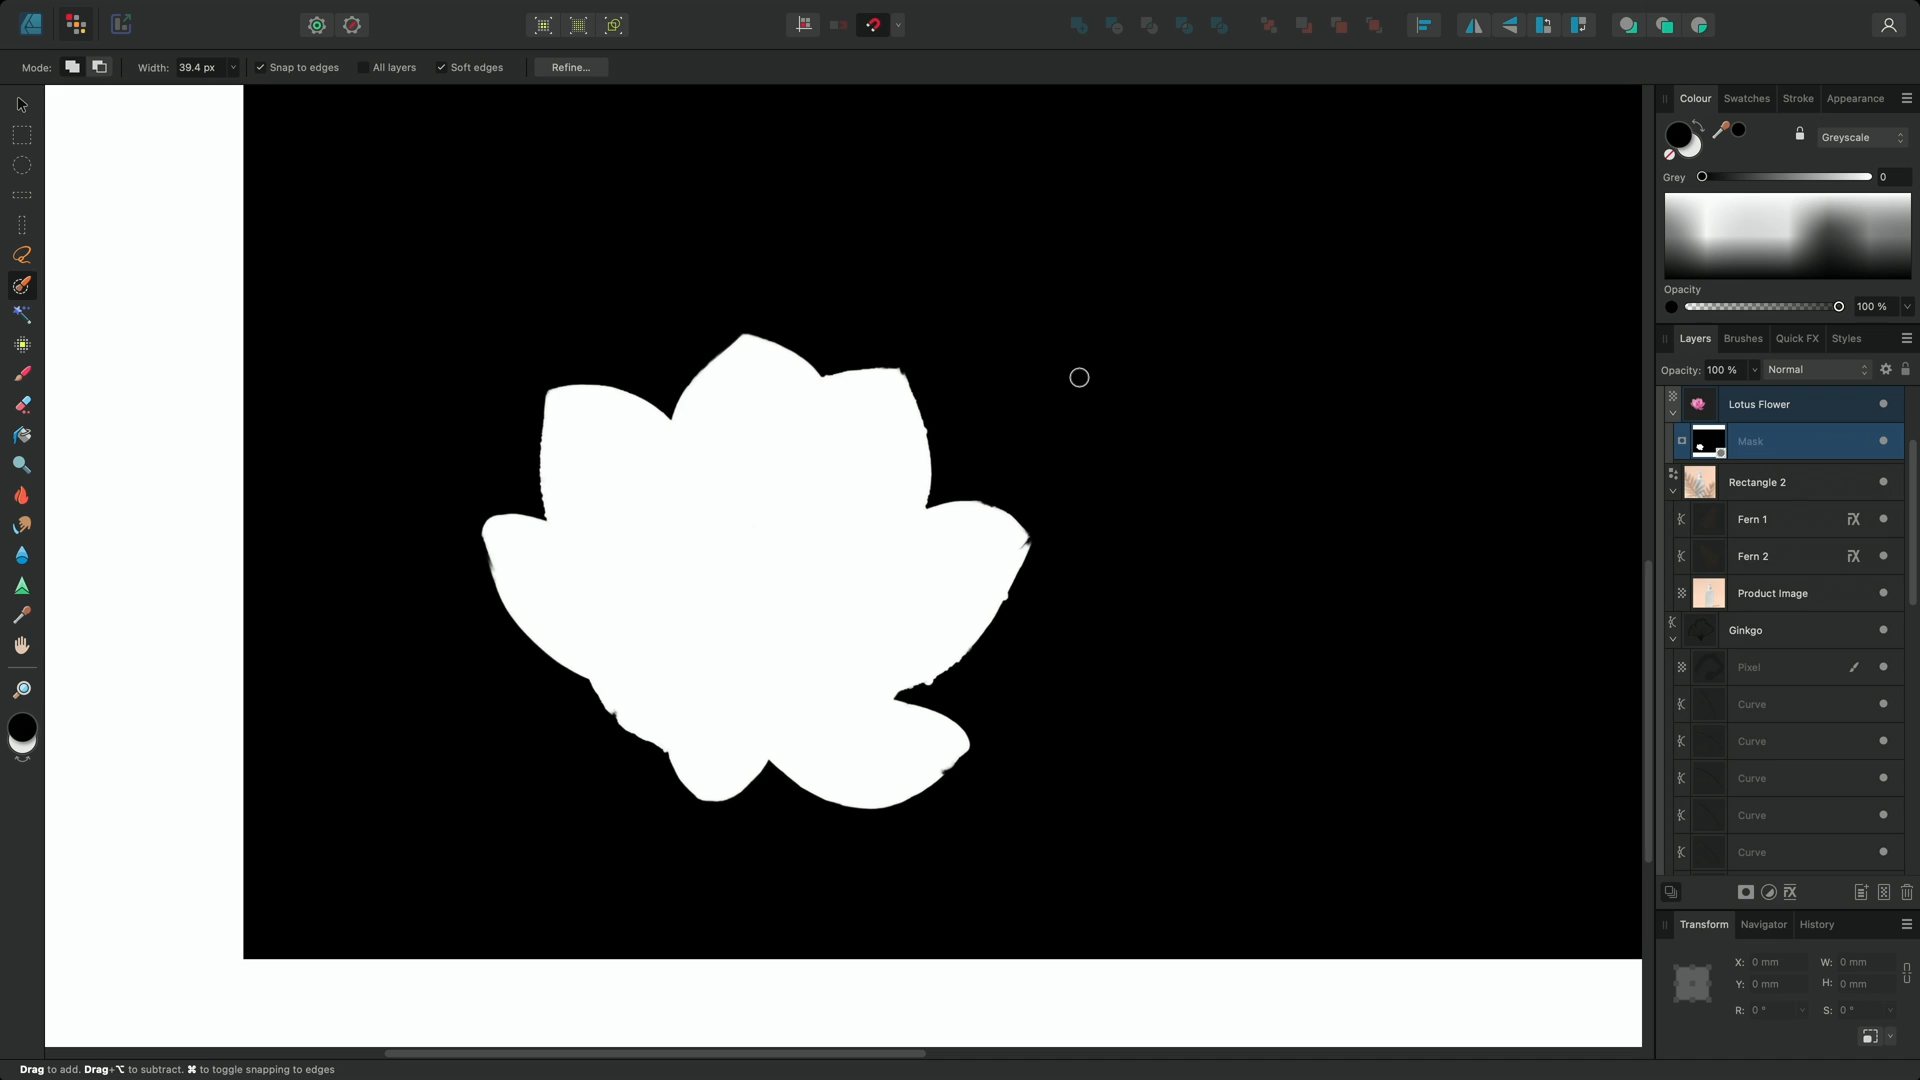 Mode:
Width: 39.4 px
Snap to edges
All layers
Soft edges
Refine...
Colour
Swatches
Stroke
Appearance
Greyscale
Grey
0
Opacity
100 %
Layers
Brushes
Quick FX
Styles
Opacity: 100 %
Normal
Lotus Flower
Mask
Rectangle 2
Fern 1
FX
Fern 2
FX
Product Image
Ginkgo
Pixel
Curve
Curve
Curve
Curve
Curve
FX
Transform
Navigator
History
X: 0 mm
W: 0 mm
Y: 0 mm
H: 0 mm
R: 0 °
S: 0 °
Drag to add. Drag+⌥ to subtract. ⌘ to toggle snapping to edges